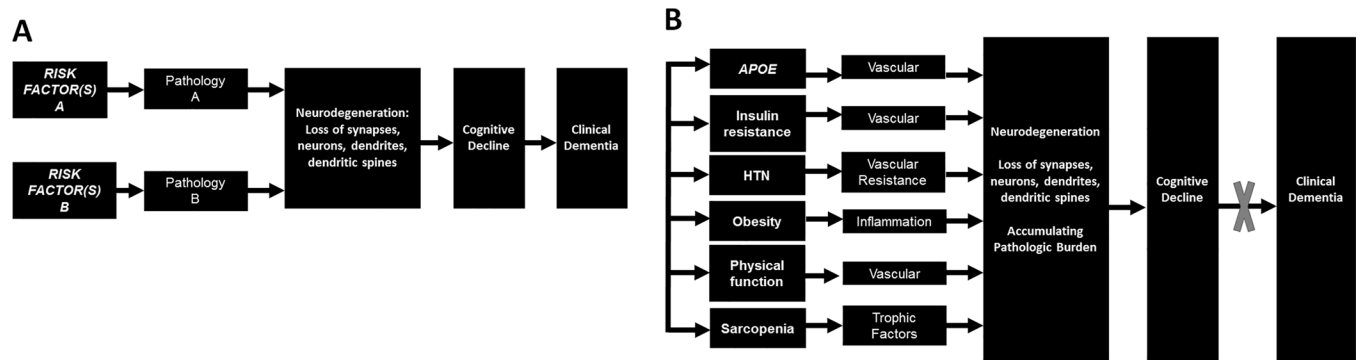 A
RISK
FACTOR(S)
A
Pathology
A
RISK
FACTOR(S)
B
Pathology
B
Neurodegeneration:
Loss of synapses,
neurons, dendrites,
dendritic spines
Cognitive
Decline
Clinical
Dementia
B
APOE
Vascular
Insulin
resistance
Vascular
HTN
Vascular
Resistance
Obesity
Inflammation
Physical
function
Vascular
Sarcopenia
Trophic
Factors
Neurodegeneration
Loss of synapses,
neurons, dendrites,
dendritic spines
Accumulating
Pathologic Burden
Cognitive
Decline
Clinical
Dementia